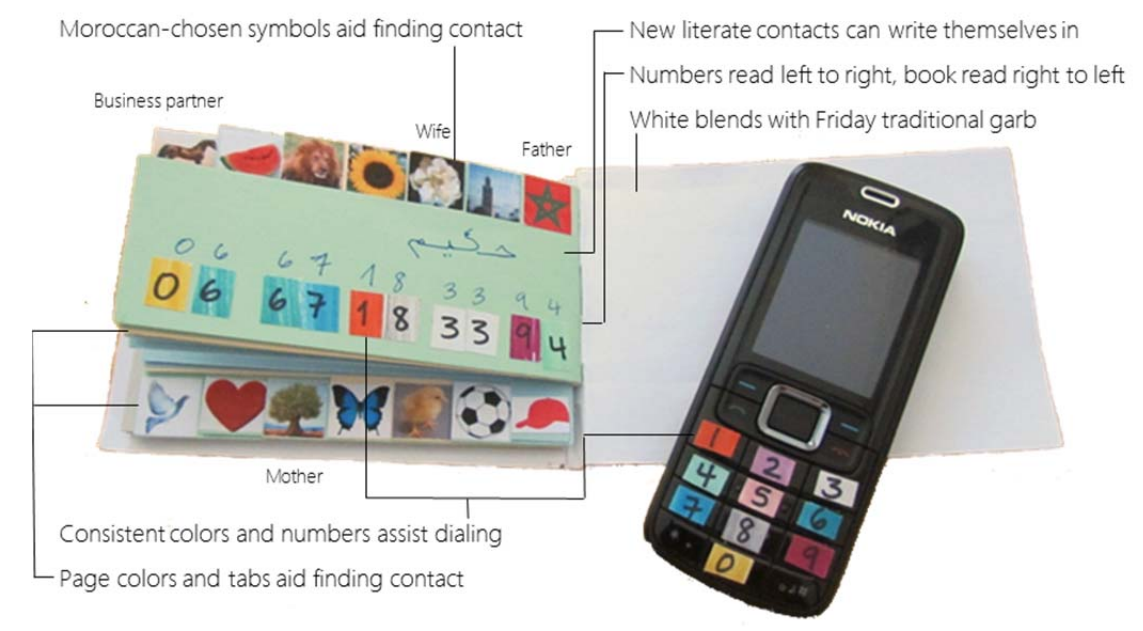 Moroccan-chosen symbols aid finding contact
New literate contacts can write themselves in
Numbers read left to right, book read right to left
Business partner
White blends with Friday traditional garb
Wife
Father
NOKIA
حكيم
0 6 6 7 1 8 3 3 9 4
0 6 6 7 1 8 3 3 9 4
1 2 3
4 5 6
7 8 9
0
Mother
Consistent colors and numbers assist dialing
Page colors and tabs aid finding contact